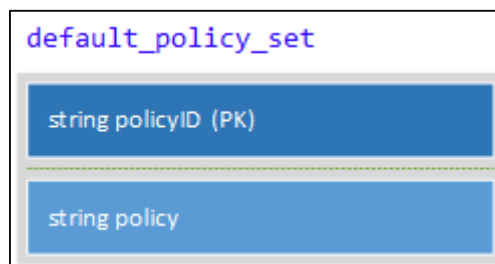 default_policy_set
string policyID (PK)
string policy